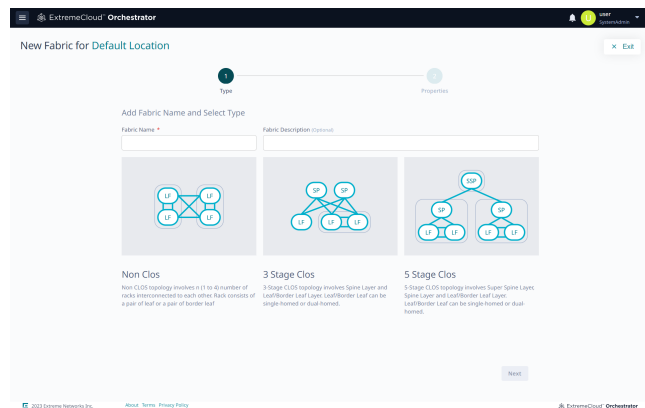 ExtremeCloud™ Orchestrator
user
SystemAdmin
New Fabric for Default Location
× Exit
1
2
Type
Properties
Add Fabric Name and Select Type
Fabric Name *
Fabric Description (Optional)
LF LF
LF LF
SP SP
LF LF LF
SSP
SP SP
LF LF LF LF
Non Clos
Non CLOS topology involves n (1 to 4) number of
racks interconnected to each other. Rack consists of
a pair of leaf or a pair of border leaf
3 Stage Clos
3-Stage CLOS topology involves Spine Layer and
Leaf/Border Leaf Layer. Leaf/Border Leaf can be
single-homed or dual-homed.
5 Stage Clos
5-Stage CLOS topology involves Super Spine Layer,
Spine Layer and Leaf/Border Leaf Layer.
Leaf/Border Leaf can be single-homed or dual-
homed.
Next
2023 Extreme Networks Inc.
About Terms Privacy Policy
ExtremeCloud™ Orchestrator